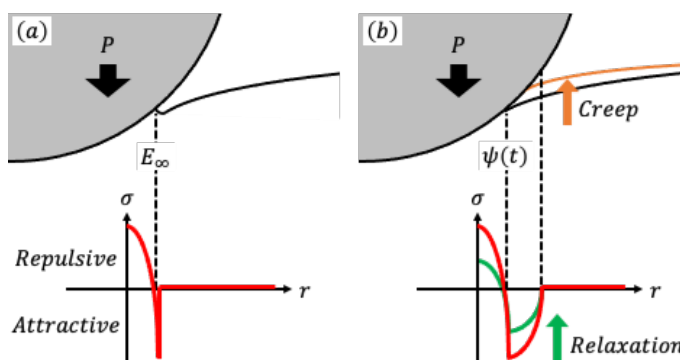 (a)
P
E∞
σ
Repulsive
r
Attractive
(b)
P
Creep
ψ(t)
σ
r
Relaxation